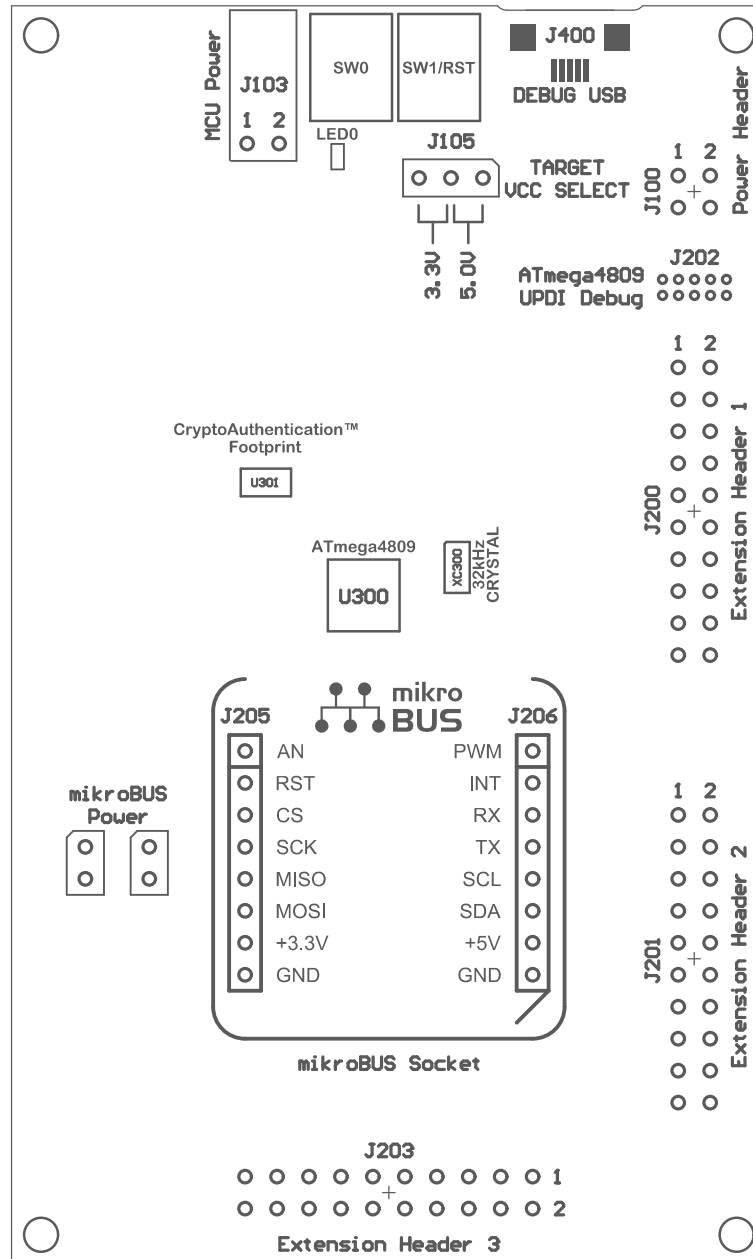 MCU Power
J103
1 2
SW0
SW1/RST
J400
DEBUG USB
LED0
J105
3.3V
5.0V
TARGET
VCC SELECT
1 2
J100
Power Header
J202
ATmega4809
UPDI Debug
1 2
J200
Extension Header 1
CryptoAuthentication™
Footprint
U301
ATmega4809
U300
XC300
32kHz
CRYSTAL
mikro
BUS
J205
J206
AN
PWM
RST
INT
CS
RX
SCK
TX
MISO
SCL
MOSI
SDA
+3.3V
+5V
GND
GND
mikroBUS
Power
mikroBUS Socket
1 2
J201
Extension Header 2
J203
1
2
Extension Header 3